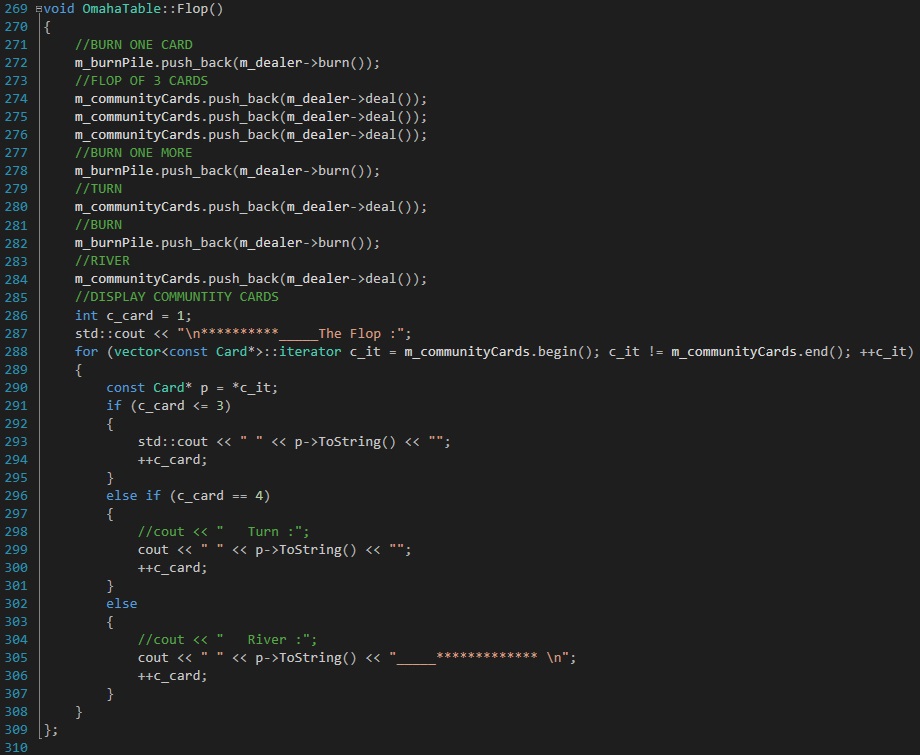 269 void OmahaTable::Flop()
270 {
271     //BURN ONE CARD
272     m_burnPile.push_back(m_dealer->burn());
273     //FLOP OF 3 CARDS
274     m_communityCards.push_back(m_dealer->deal());
275     m_communityCards.push_back(m_dealer->deal());
276     m_communityCards.push_back(m_dealer->deal());
277     //BURN ONE MORE
278     m_burnPile.push_back(m_dealer->burn());
279     //TURN
280     m_communityCards.push_back(m_dealer->deal());
281     //BURN
282     m_burnPile.push_back(m_dealer->burn());
283     //RIVER
284     m_communityCards.push_back(m_dealer->deal());
285     //DISPLAY COMMUNTITY CARDS
286     int c_card = 1;
287     std::cout << "\n**********_____The Flop :";
288     for (vector<const Card*>::iterator c_it = m_communityCards.begin(); c_it != m_communityCards.end(); ++c_it)
289     {
290         const Card* p = *c_it;
291         if (c_card <= 3)
292         {
293             std::cout << " " << p->ToString() << "";
294             ++c_card;
295         }
296         else if (c_card == 4)
297         {
298             //cout << "   Turn :";
299             cout << " " << p->ToString() << "";
300             ++c_card;
301         }
302         else
303         {
304             //cout << "   River :";
305             cout << " " << p->ToString() << "_____************* \n";
306             ++c_card;
307         }
308     }
309 };
310